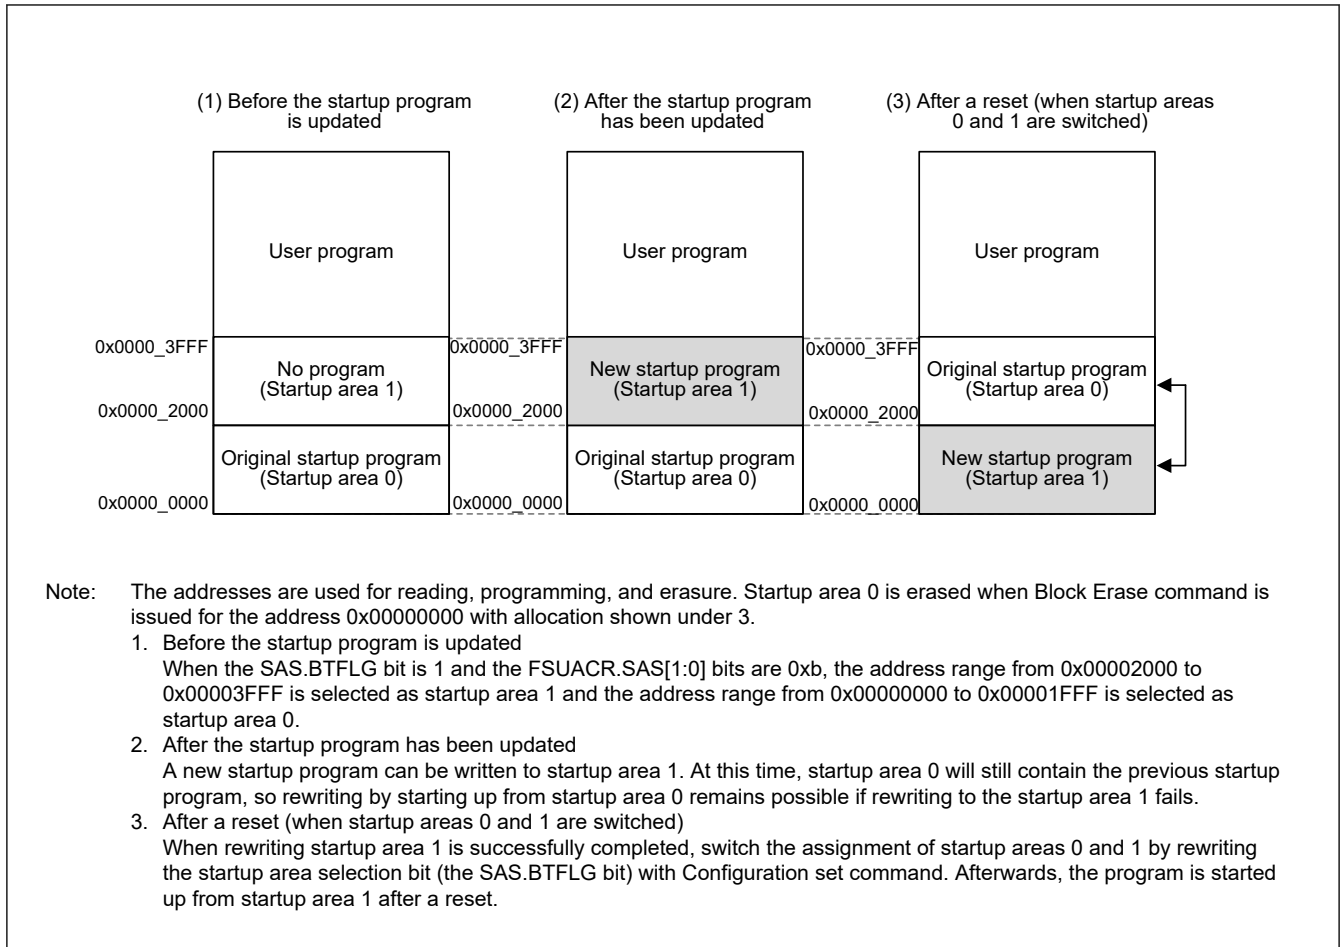 (1) Before the startup program
is updated
(2) After the startup program
has been updated
(3) After a reset (when startup areas
0 and 1 are switched)
User program
User program
User program
0x0000_3FFF
No program
(Startup area 1)
0x0000_3FFF
New startup program
(Startup area 1)
0x0000_3FFF
Original startup program
(Startup area 0)
0x0000_2000
0x0000_2000
0x0000_2000
Original startup program
(Startup area 0)
Original startup program
(Startup area 0)
New startup program
(Startup area 1)
0x0000_0000
0x0000_0000
0x0000_0000
Note: The addresses are used for reading, programming, and erasure. Startup area 0 is erased when Block Erase command is
issued for the address 0x00000000 with allocation shown under 3.
1. Before the startup program is updated
When the SAS.BTFLG bit is 1 and the FSUACR.SAS[1:0] bits are 0xb, the address range from 0x00002000 to
0x00003FFF is selected as startup area 1 and the address range from 0x00000000 to 0x00001FFF is selected as
startup area 0.
2. After the startup program has been updated
A new startup program can be written to startup area 1. At this time, startup area 0 will still contain the previous startup
program, so rewriting by starting up from startup area 0 remains possible if rewriting to the startup area 1 fails.
3. After a reset (when startup areas 0 and 1 are switched)
When rewriting startup area 1 is successfully completed, switch the assignment of startup areas 0 and 1 by rewriting
the startup area selection bit (the SAS.BTFLG bit) with Configuration set command. Afterwards, the program is started
up from startup area 1 after a reset.